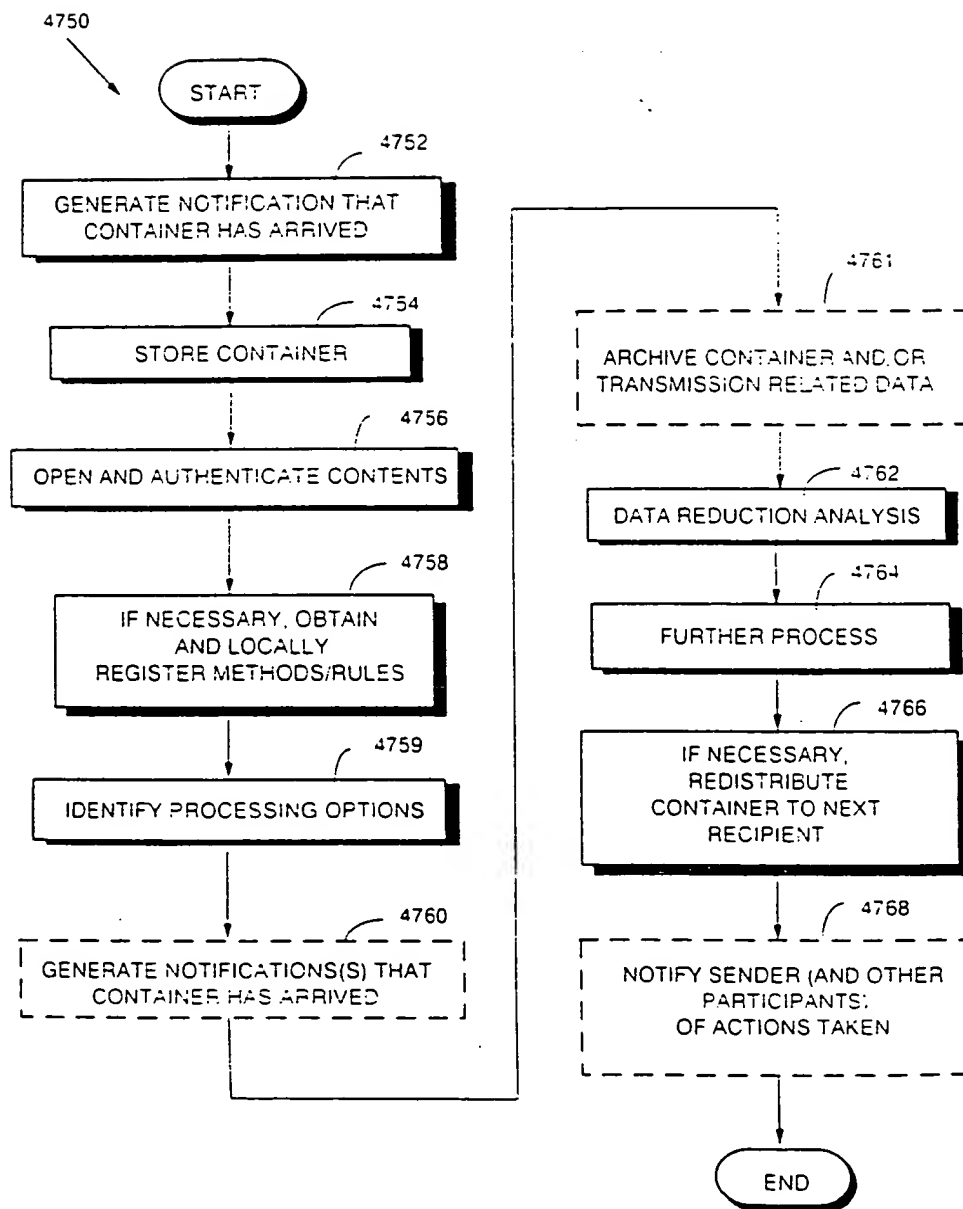 4750
START
4752
GENERATE NOTIFICATION THAT
CONTAINER HAS ARRIVED
4754
STORE CONTAINER
4756
OPEN AND AUTHENTICATE CONTENTS
4758
IF NECESSARY, OBTAIN
AND LOCALLY
REGISTER METHODS/RULES
4759
IDENTIFY PROCESSING OPTIONS
4760
GENERATE NOTIFICATIONS(S) THAT
CONTAINER HAS ARRIVED
4761
ARCHIVE CONTAINER AND/OR
TRANSMISSION RELATED DATA
4762
DATA REDUCTION ANALYSIS
4764
FURTHER PROCESS
4766
IF NECESSARY,
REDISTRIBUTE
CONTAINER TO NEXT
RECIPIENT
4768
NOTIFY SENDER (AND OTHER
PARTICIPANTS)
OF ACTIONS TAKEN
END